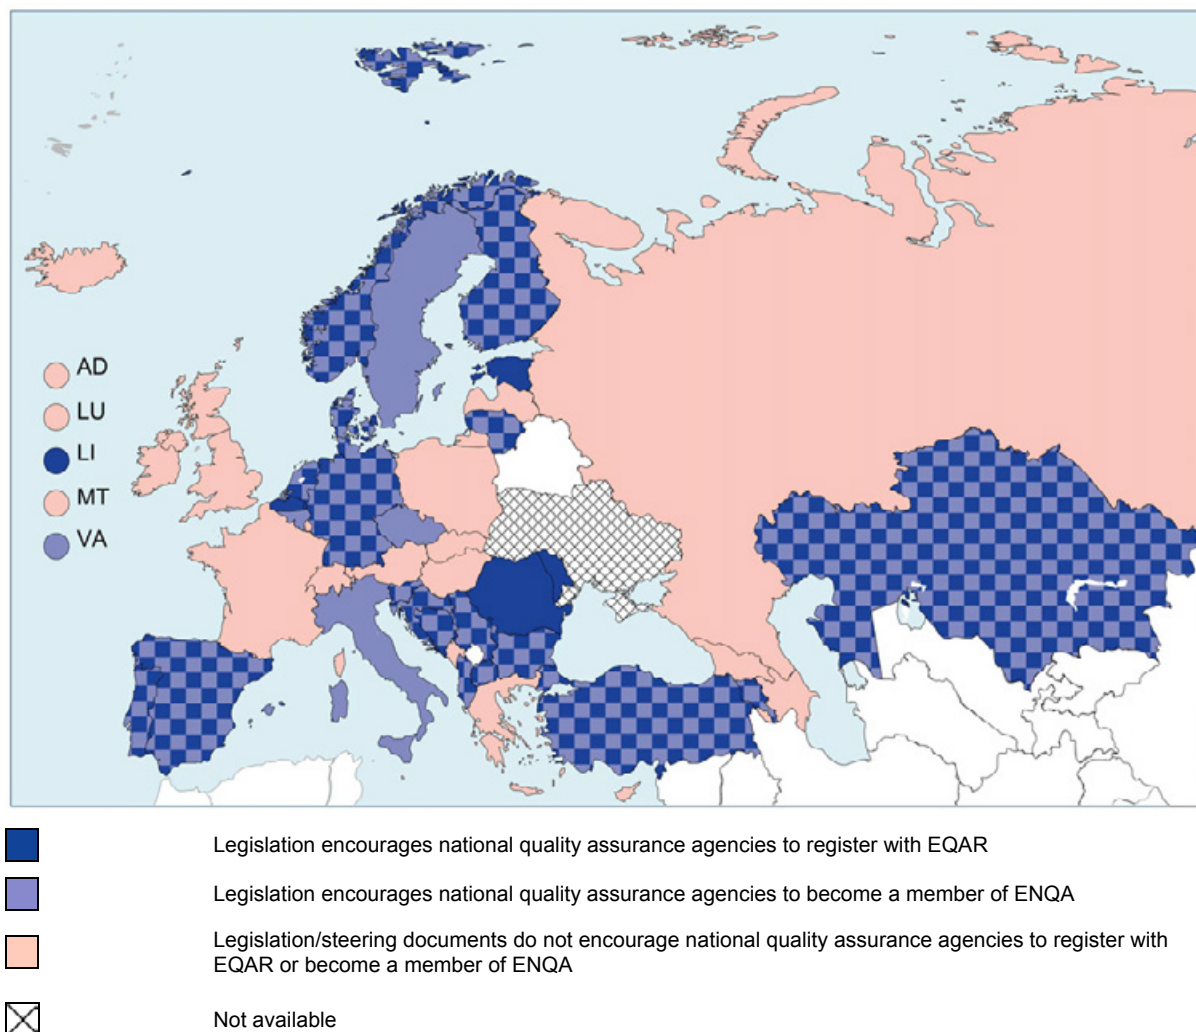 AD
LU
LI
MT
VA
Legislation encourages national quality assurance agencies to register with EQAR
Legislation encourages national quality assurance agencies to become a member of ENQA
Legislation/steering documents do not encourage national quality assurance agencies to register with
EQAR or become a member of ENQA
Not available